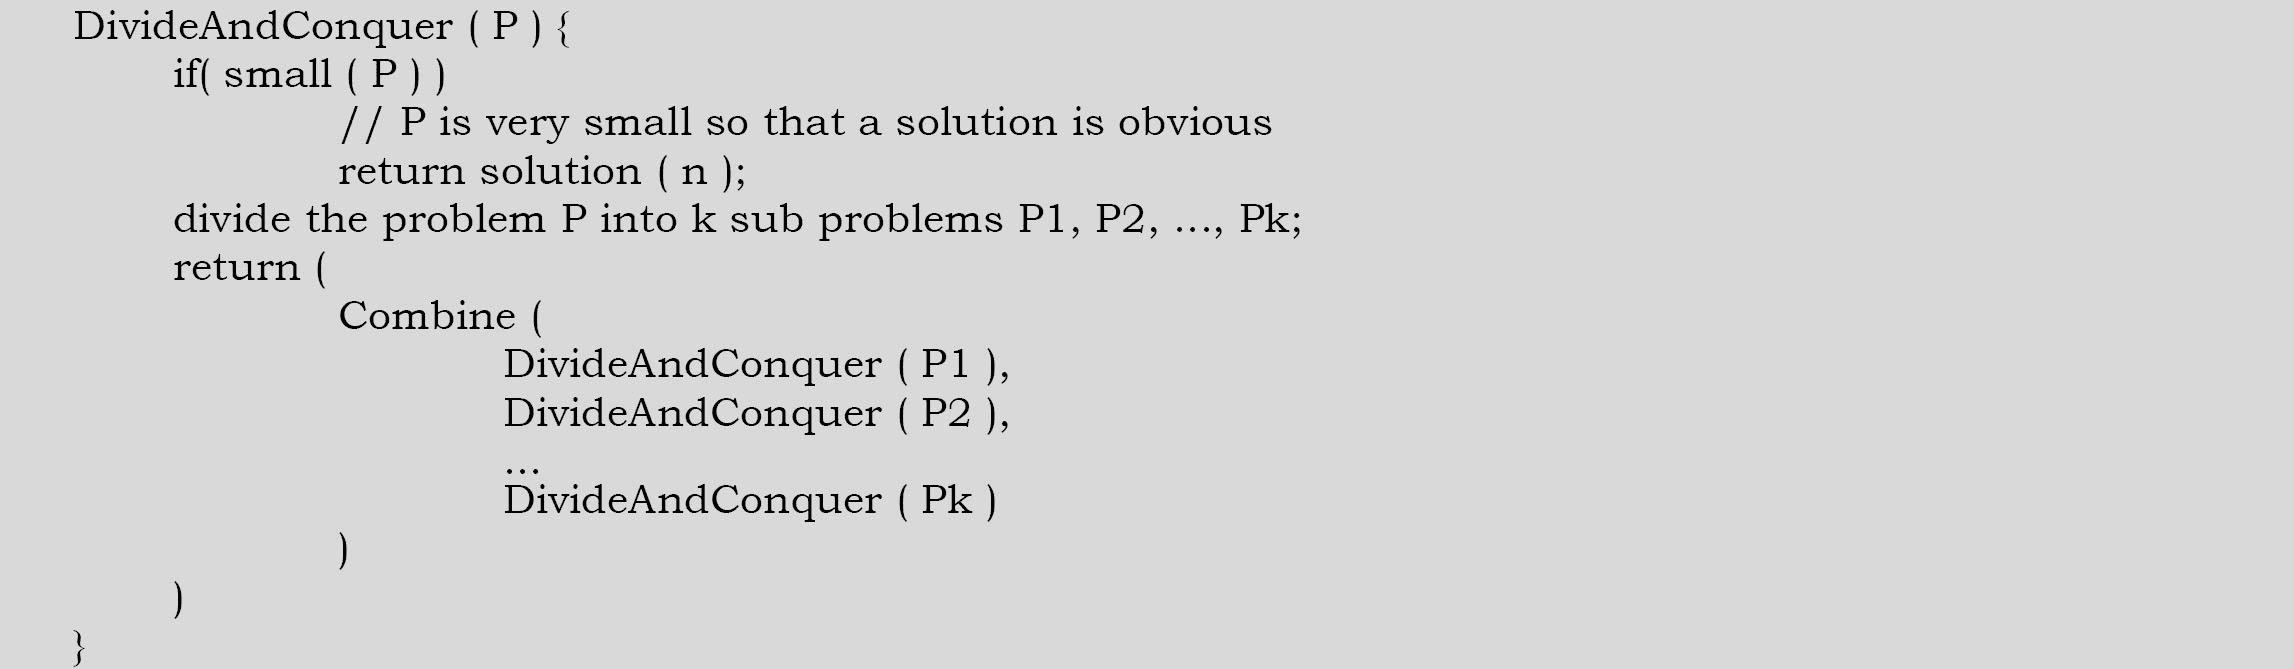 DivideAndConquer ( P ) {
if( small ( P ) )
// P is very small so that a solution is obvious
return solution ( n );
divide the problem P into k sub problems P1, P2, ..., Pk;
return (
Combine (
DivideAndConquer ( P1 ),
DivideAndConquer ( P2 ),
...
DivideAndConquer ( Pk )
)
)
}